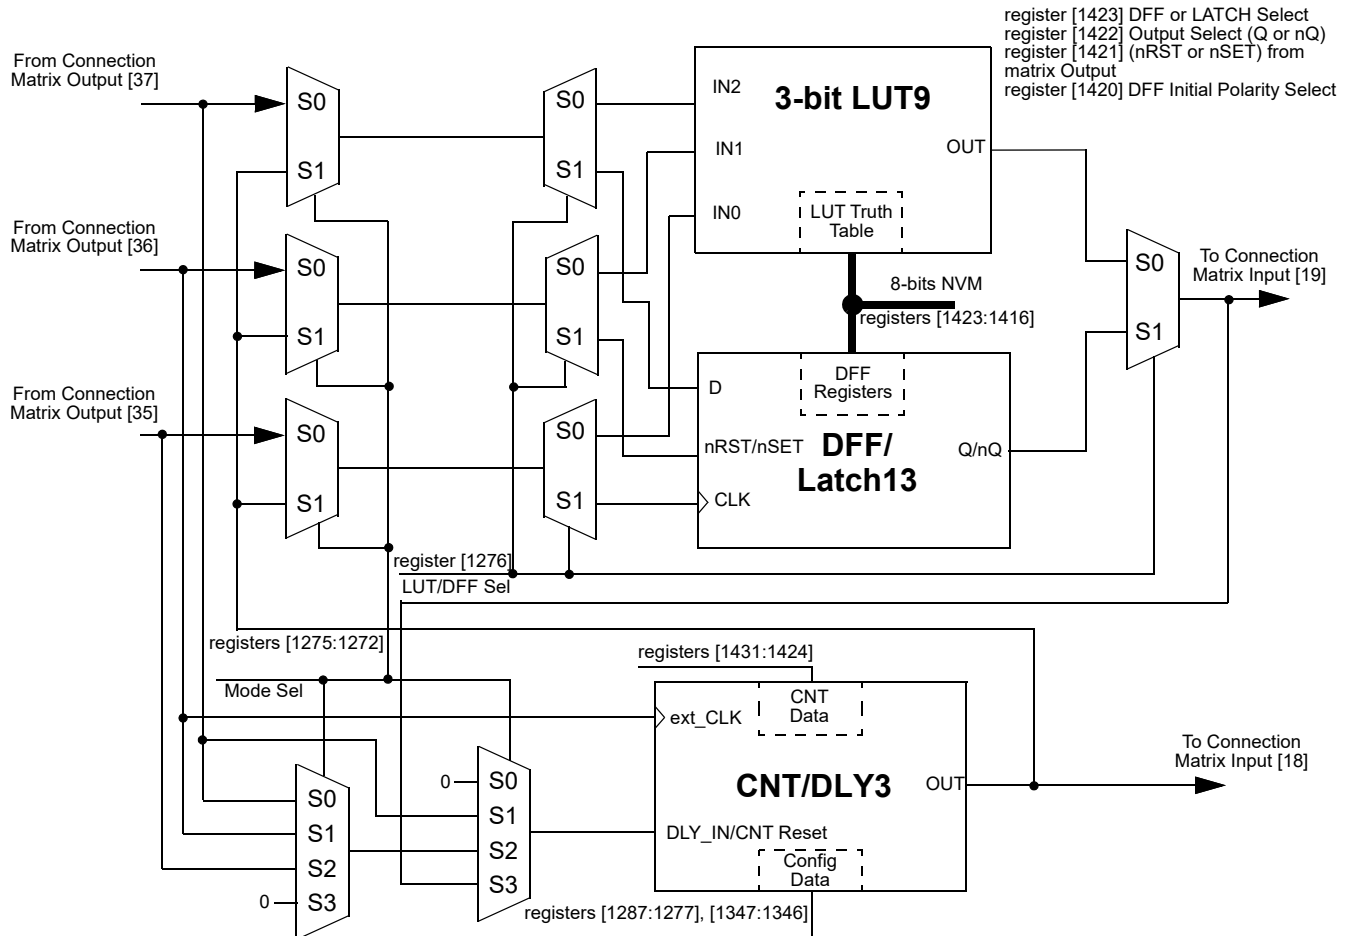 register [1423] DFF or LATCH Select
register [1422] Output Select (Q or nQ)
register [1421] (nRST or nSET) from
matrix Output
register [1420] DFF Initial Polarity Select
From Connection
Matrix Output [37]
S0
S1
S0
S1
IN2
3-bit LUT9
IN1
OUT
IN0
LUT Truth
Table
From Connection
Matrix Output [36]
S0
S1
S0
S1
8-bits NVM
registers [1423:1416]
S0
S1
To Connection
Matrix Input [19]
From Connection
Matrix Output [35]
S0
S1
S0
S1
DFF
Registers
D
nRST/nSET
DFF/
Latch13
Q/nQ
CLK
register [1276]
LUT/DFF Sel
registers [1275:1272]
Mode Sel
registers [1431:1424]
CNT
Data
ext_CLK
CNT/DLY3
OUT
To Connection
Matrix Input [18]
DLY_IN/CNT Reset
Config
Data
S0
S1
S2
0
S3
0
S0
S1
S2
S3
registers [1287:1277], [1347:1346]